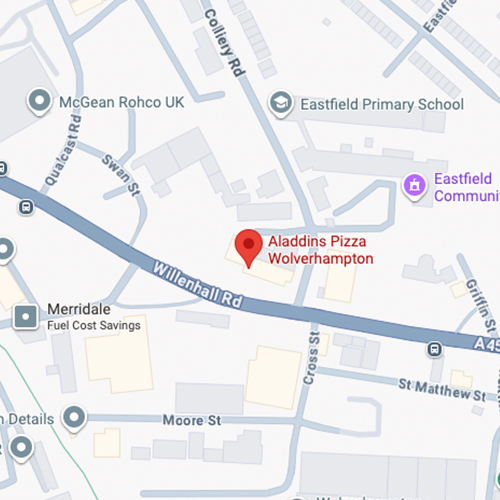 Eastfie
Colliery Rd
McGean Rohco UK
Eastfield Primary School
Qualcast Rd
Swan St
Eastfield
Communi
Aladdins Pizza
Wolverhampton
Willenhall Rd
Griffin St
Merridale
Fuel Cost Savings
A45
Cross St
St Matthew St
n Details
Moore St